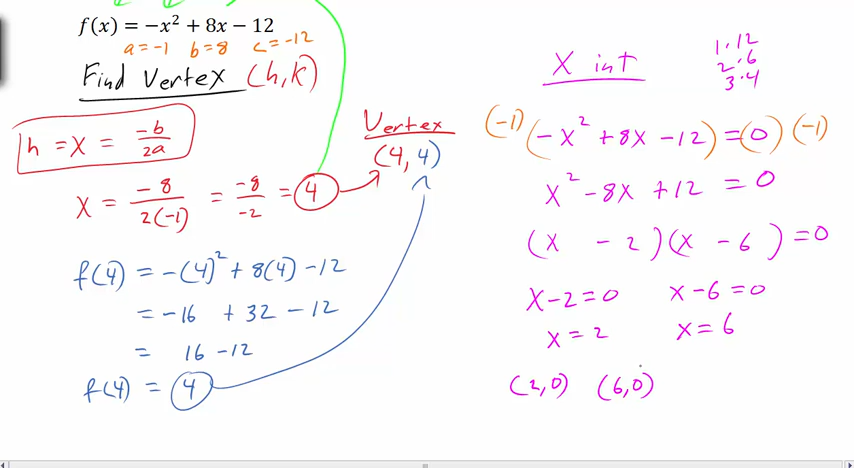 f(x) = −x² + 8x − 12
a=-1 b=8 c=-12
Find Vertex (h,k)
h = x = -b/2a
x = -8/2(-1) = -8/-2 = 4
Vertex
(4, 4)
f(4) = -(4)² + 8(4) - 12
= -16 + 32 - 12
= 16 - 12
f(4) = 4
X int
1·12
2·6
3·4
(-1)(-x² + 8x - 12) = (0)(-1)
x² - 8x + 12 = 0
(x - 2)(x - 6) = 0
x-2=0 x-6=0
x=2 x=6
(2,0) (6,0)